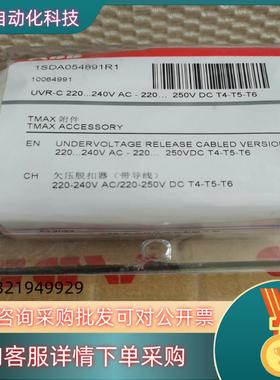 自动化科技
1SDA054891R1
10064991
UVR-C 220...240V AC - 220... 250V DC T4-T5-T6
TMAX 附件
TMAX ACCESSORY
EN UNDERVOLTAGE RELEASE CABLED VERSION
220...240V AC - 220... 250VDC T4-T5-T6
CH 欠压脱扣器（带导线）
220-240V AC/220-250V DC T4-T5-T6
821949929
咨询采购批发可对公开票
客服详情下单采购